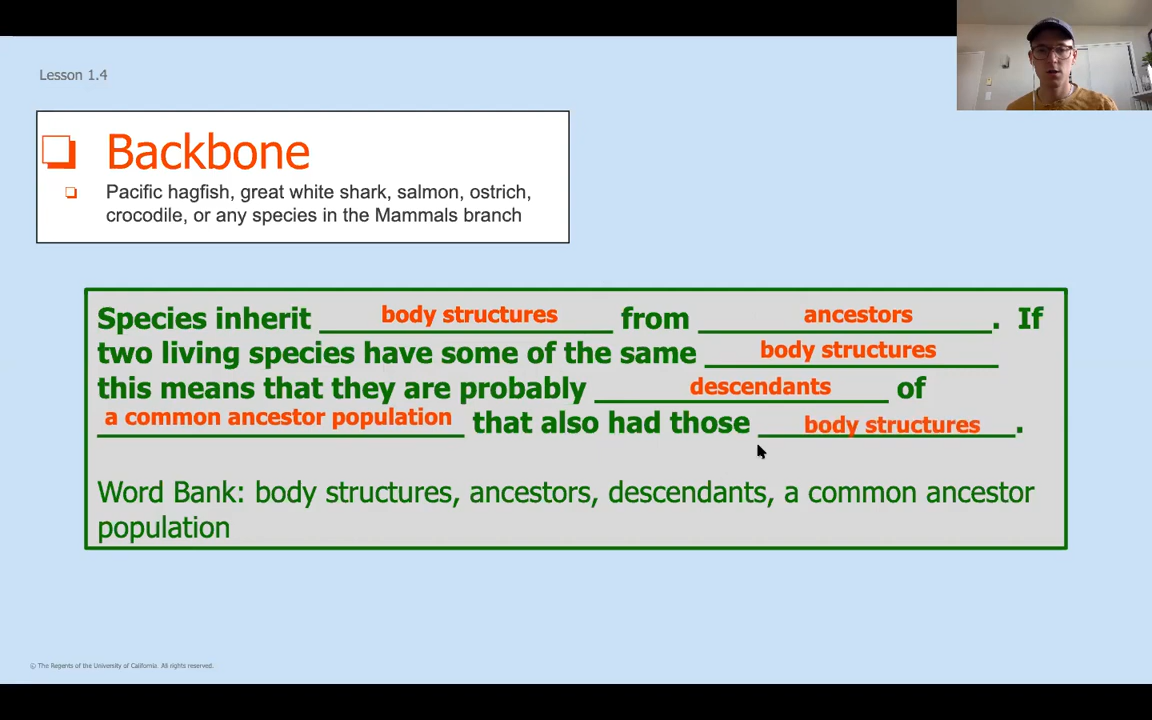 Lesson 1.4
Backbone
Pacific hagfish, great white shark, salmon, ostrich,
crocodile, or any species in the Mammals branch
Species inherit body structures from ancestors. If
two living species have some of the same body structures
this means that they are probably descendants of
a common ancestor population that also had those body structures.
Word Bank: body structures, ancestors, descendants, a common ancestor
population
© The Regents of the University of California. All rights reserved.